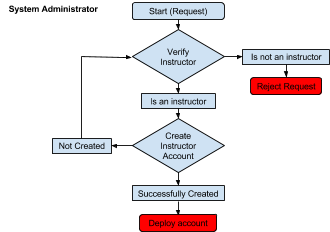 System Administrator
Start (Request)
Verify
Instructor
Is not an instructor
Reject Request
Is an instructor
Create
Instructor
Account
Not Created
Successfully Created
Deploy account